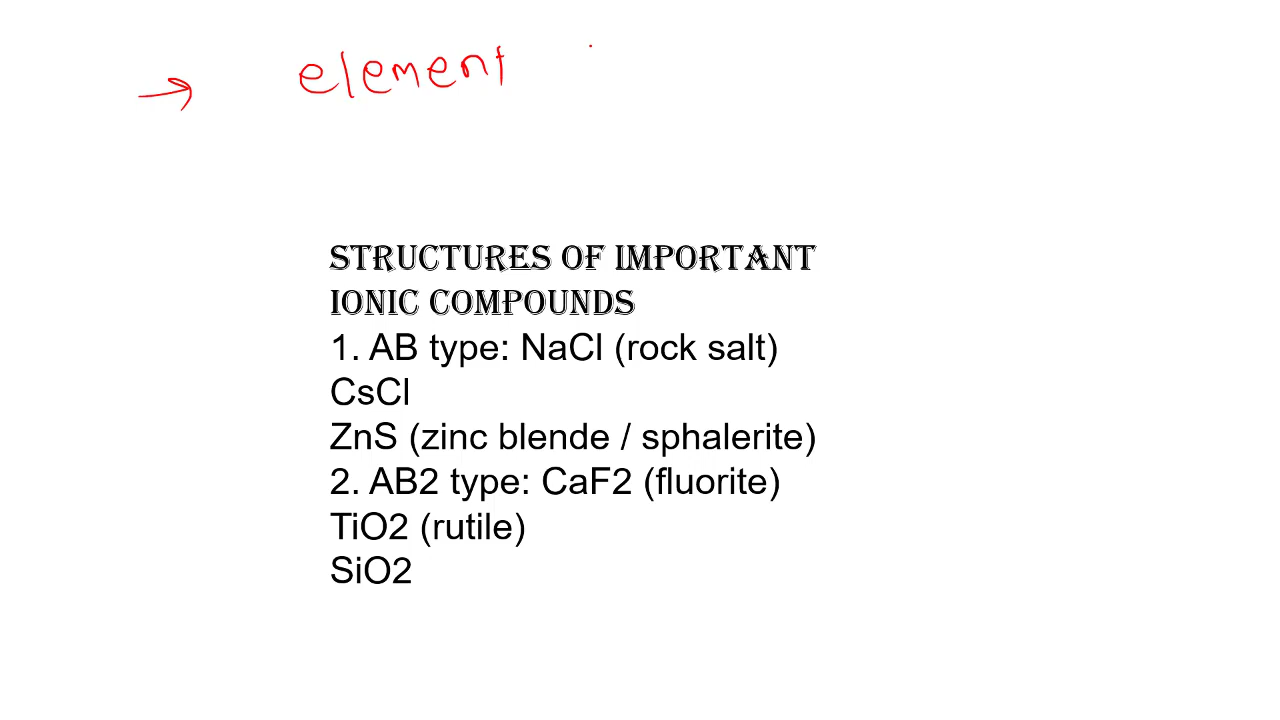 → element
STRUCTURES OF IMPORTANT
IONIC COMPOUNDS
1. AB type: NaCl (rock salt)
CsCl
ZnS (zinc blende / sphalerite)
2. AB2 type: CaF2 (fluorite)
TiO2 (rutile)
SiO2